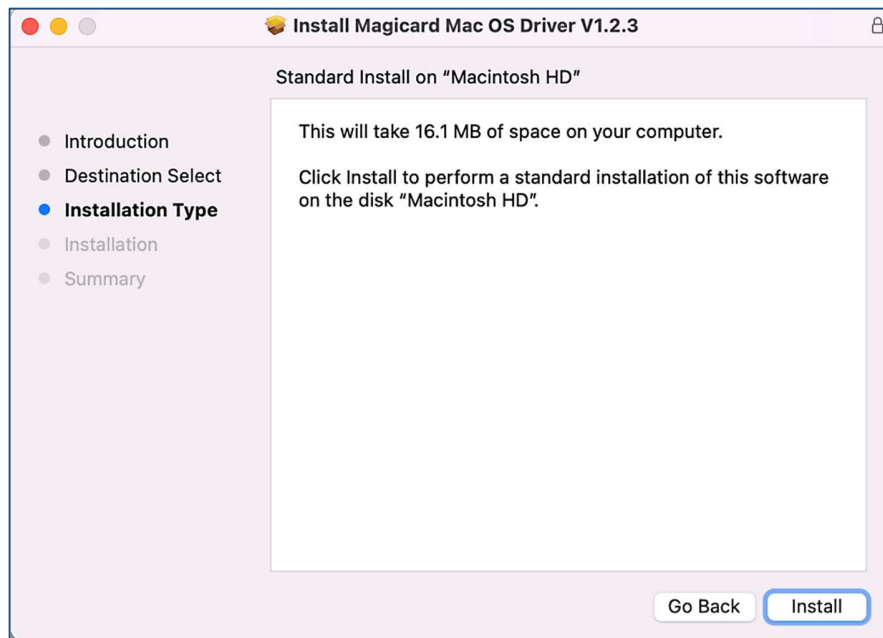 Install Magicard Mac OS Driver V1.2.3
Standard Install on “Macintosh HD”
Introduction
Destination Select
Installation Type
Installation
Summary
This will take 16.1 MB of space on your computer.
Click Install to perform a standard installation of this software
on the disk “Macintosh HD”.
Go Back
Install